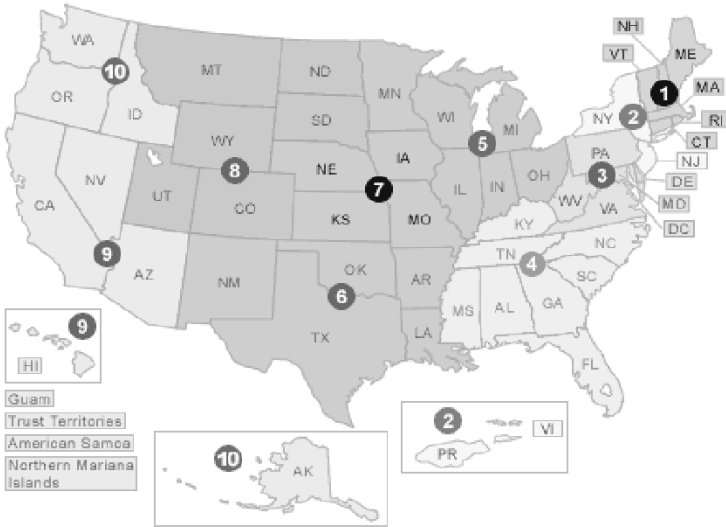 NH
WA
VT
ME
10
MT
ND
MN
OR
1
MA
ID
WI
NY
2
RI
SD
MI
WY
5
CT
IA
PA
NJ
NE
8
3
OH
DE
NV
7
IL
IN
UT
WV
MD
CA
CO
VA
KS
MO
KY
DC
NC
9
TN
AZ
OK
4
NM
AR
SC
6
MS
AL
GA
9
TX
LA
HI
FL
Guam
Trust Territories
2
VI
American Samoa
PR
10
Northern Mariana
Islands
AK